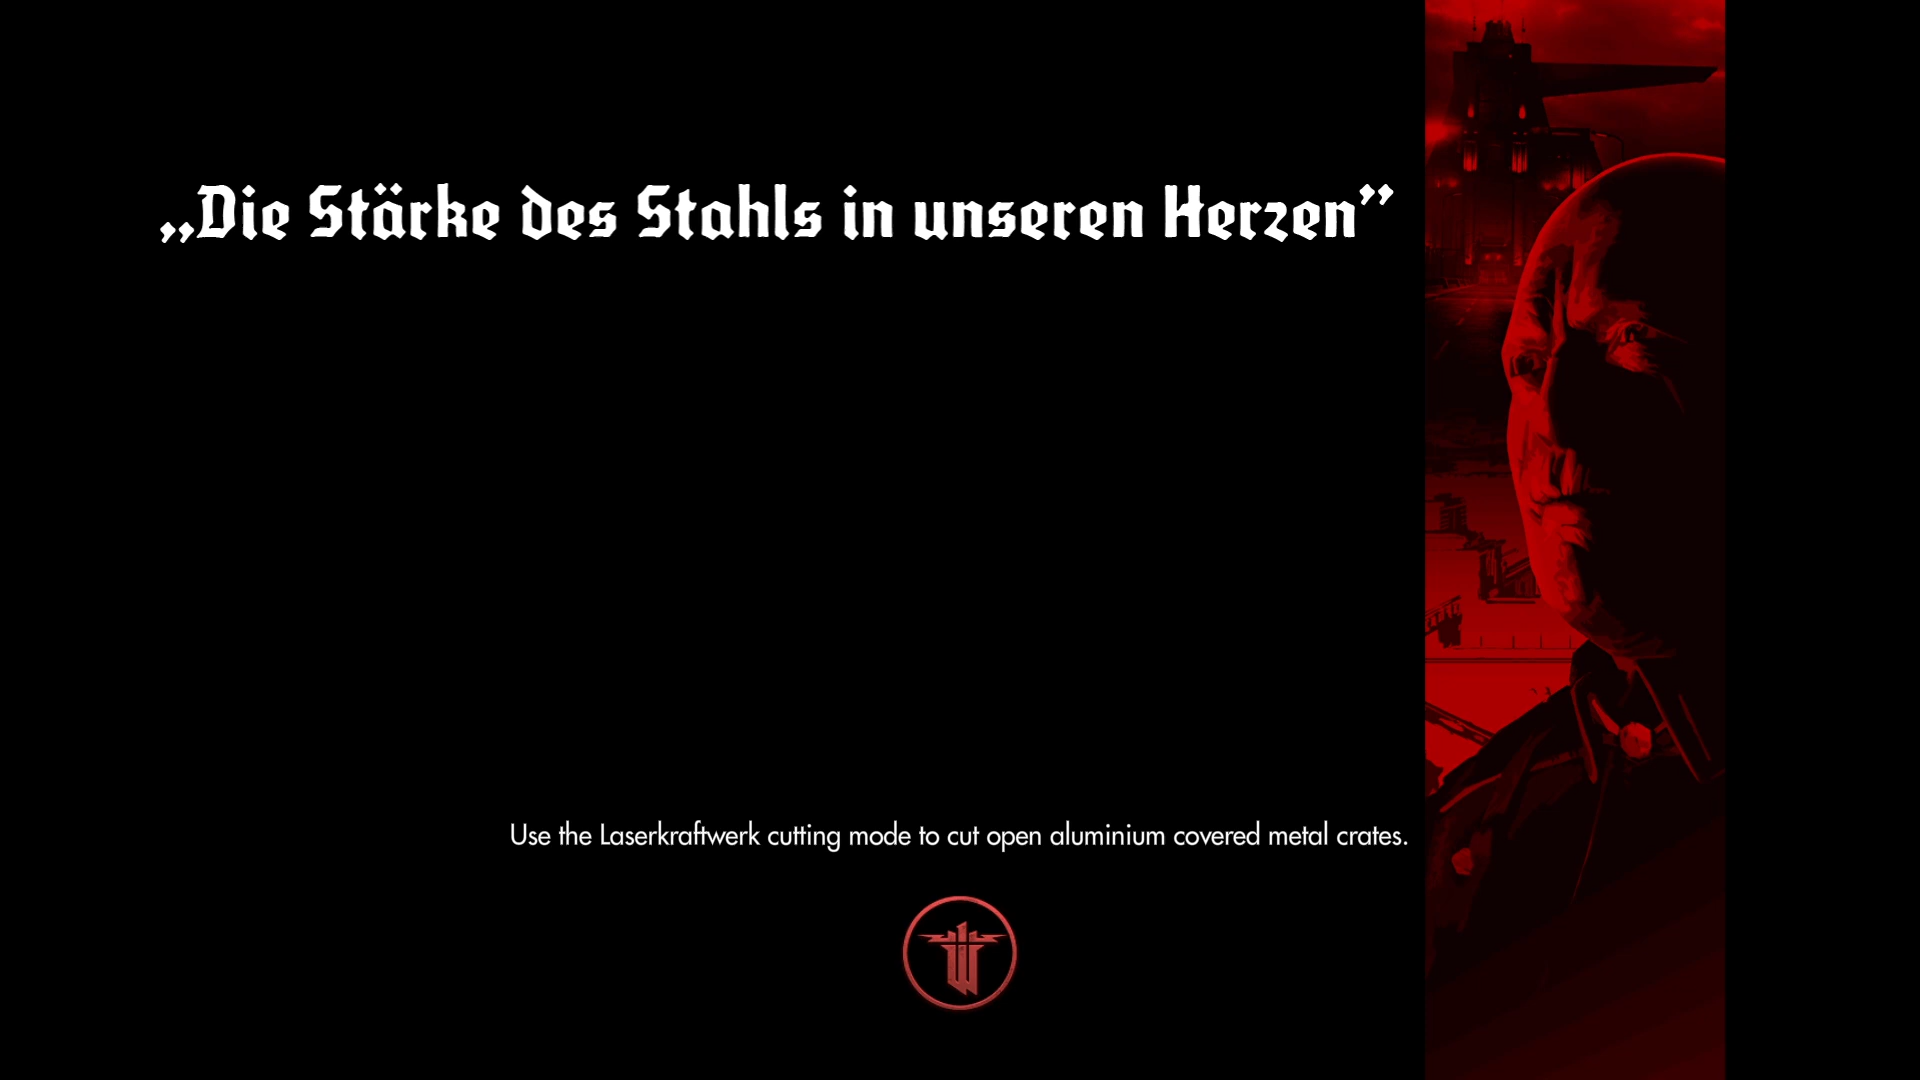 „Die Stärke des Stahls in unseren Herzen”
Use the Laserkraftwerk cutting mode to cut open aluminium covered metal crates.